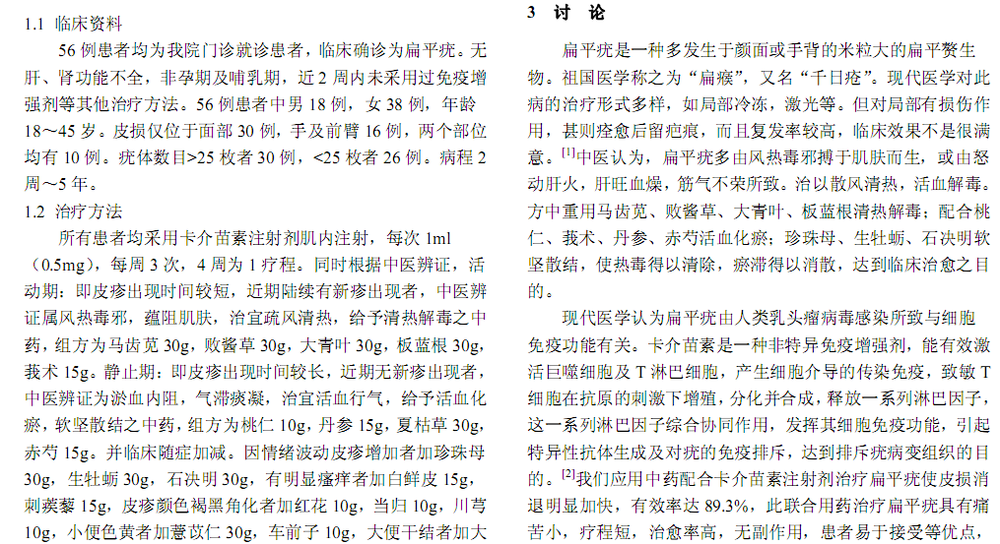 1.1 临床资料
56 例患者均为我院门诊就诊患者，临床确诊为扁平疣。无
肝、肾功能不全，非孕期及哺乳期，近 2 周内未采用过免疫增
强剂等其他治疗方法。56 例患者中男 18 例，女 38 例，年龄
18～45 岁。皮损仅位于面部 30 例，手及前臂 16 例，两个部位
均有 10 例。疣体数目>25 枚者 30 例，<25 枚者 26 例。病程 2
周～5 年。
1.2 治疗方法
所有患者均采用卡介苗素注射剂肌内注射，每次 1ml
（0.5mg），每周 3 次，4 周为 1 疗程。同时根据中医辨证，活
动期：即皮疹出现时间较短，近期陆续有新疹出现者，中医辨
证属风热毒邪，蕴阻肌肤，治宜疏风清热，给予清热解毒之中
药，组方为马齿苋 30g，败酱草 30g，大青叶 30g，板蓝根 30g，
莪术 15g。静止期：即皮疹出现时间较长，近期无新疹出现者，
中医辨证为淤血内阻，气滞痰凝，治宜活血行气，给予活血化
瘀，软坚散结之中药，组方为桃仁 10g，丹参 15g，夏枯草 30g，
赤芍 15g。并临床随症加减。因情绪波动皮疹增加者加珍珠母
30g，生牡蛎 30g，石决明 30g，有明显瘙痒者加白鲜皮 15g，
刺蒺藜 15g，皮疹颜色褐黑角化者加红花 10g，当归 10g，川芎
10g，小便色黄者加薏苡仁 30g，车前子 10g，大便干结者加大
3 讨 论
扁平疣是一种多发生于颜面或手背的米粒大的扁平赘生
物。祖国医学称之为“扁瘊”，又名“千日疮”。现代医学对此
病的治疗形式多样，如局部冷冻，激光等。但对局部有损伤作
用，甚则痊愈后留疤痕，而且复发率较高，临床效果不是很满
意。[1]中医认为，扁平疣多由风热毒邪搏于肌肤而生，或由怒
动肝火，肝旺血燥，筋气不荣所致。治以散风清热，活血解毒。
方中重用马齿苋、败酱草、大青叶、板蓝根清热解毒；配合桃
仁、莪术、丹参、赤芍活血化瘀；珍珠母、生牡蛎、石决明软
坚散结，使热毒得以清除，瘀滞得以消散，达到临床治愈之目
的。
现代医学认为扁平疣由人类乳头瘤病毒感染所致与细胞
免疫功能有关。卡介苗素是一种非特异免疫增强剂，能有效激
活巨噬细胞及 T 淋巴细胞，产生细胞介导的传染免疫，致敏 T
细胞在抗原的刺激下增殖，分化并合成，释放一系列淋巴因子，
这一系列淋巴因子综合协同作用，发挥其细胞免疫功能，引起
特异性抗体生成及对疣的免疫排斥，达到排斥疣病变组织的目
的。[2]我们应用中药配合卡介苗素注射剂治疗扁平疣使皮损消
退明显加快，有效率达 89.3%，此联合用药治疗扁平疣具有痛
苦小，疗程短，治愈率高，无副作用，患者易于接受等优点，